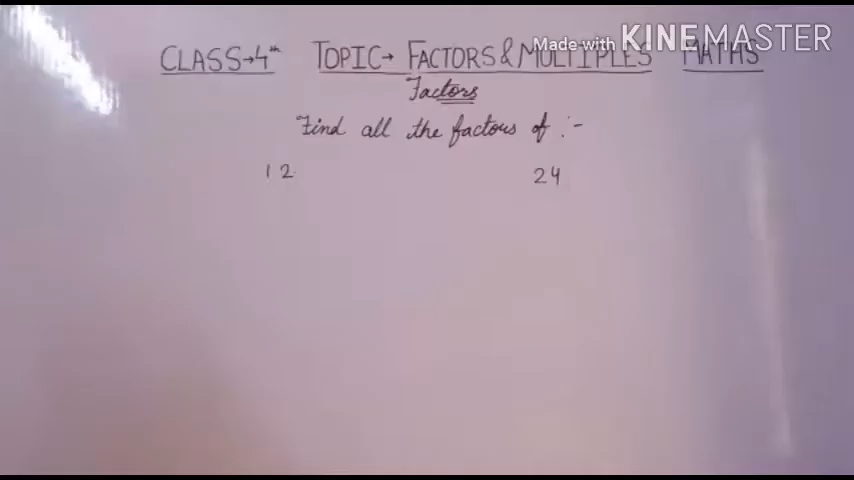 Made with KINEMASTER
CLASS→4th TOPIC→ FACTORS & MULTIPLES MATHS
Factors
Find all the factors of :-
12 24